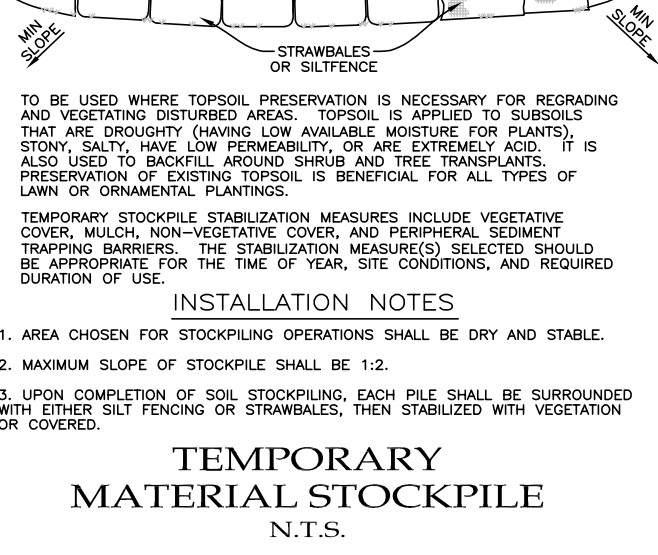 MIN
SLOPE
MIN
SLOPE
STRAWBALES
OR SILTFENCE
TO BE USED WHERE TOPSOIL PRESERVATION IS NECESSARY FOR REGRADING
AND VEGETATING DISTURBED AREAS. TOPSOIL IS APPLIED TO SUBSOILS
THAT ARE DROUGHTY (HAVING LOW AVAILABLE MOISTURE FOR PLANTS),
STONY, SALTY, HAVE LOW PERMEABILITY, OR ARE EXTREMELY ACID. IT IS
ALSO USED TO BACKFILL AROUND SHRUB AND TREE TRANSPLANTS.
PRESERVATION OF EXISTING TOPSOIL IS BENEFICIAL FOR ALL TYPES OF
LAWN OR ORNAMENTAL PLANTINGS.
TEMPORARY STOCKPILE STABILIZATION MEASURES INCLUDE VEGETATIVE
COVER, MULCH, NON-VEGETATIVE COVER, AND PERIPHERAL SEDIMENT
TRAPPING BARRIERS. THE STABILIZATION MEASURE(S) SELECTED SHOULD
BE APPROPRIATE FOR THE TIME OF YEAR, SITE CONDITIONS, AND REQUIRED
DURATION OF USE.
INSTALLATION NOTES
1. AREA CHOSEN FOR STOCKPILING OPERATIONS SHALL BE DRY AND STABLE.
2. MAXIMUM SLOPE OF STOCKPILE SHALL BE 1:2.
3. UPON COMPLETION OF SOIL STOCKPILING, EACH PILE SHALL BE SURROUNDED
WITH EITHER SILT FENCING OR STRAWBALES, THEN STABILIZED WITH VEGETATION
OR COVERED.
TEMPORARY
MATERIAL STOCKPILE
N.T.S.